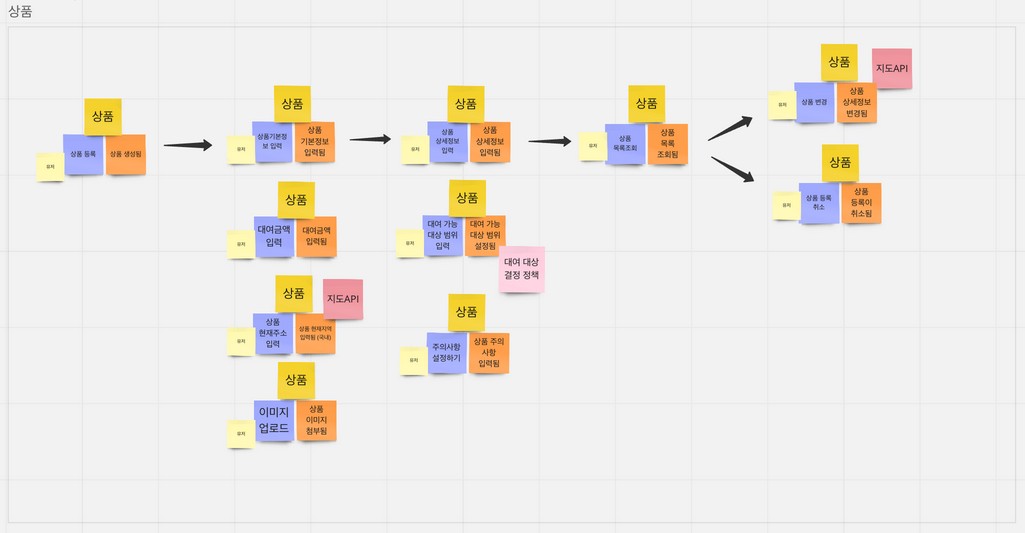 상품
상품
유저
상품 등록
상품 생성됨
상품
유저
상품기본정
보 입력
상품
기본정보
입력됨
상품
유저
대여금액
입력
대여금액
입력됨
상품
지도API
유저
상품
현재주소
입력
상품 현재지역
입력됨 (국내)
상품
유저
이미지
업로드
상품
이미지
첨부됨
상품
유저
상품
상세정보
입력
상품
상세정보
입력됨
상품
유저
대여 가능
대상 범위
입력
대여 가능
대상 범위
설정됨
대여 대상
결정 정책
상품
유저
주의사항
설정하기
상품 주의
사항
입력됨
상품
유저
상품
목록조회
상품
목록
조회됨
상품
지도API
유저
상품 변경
상품
상세정보
변경됨
상품
유저
상품 등록
취소
상품
등록이
취소됨